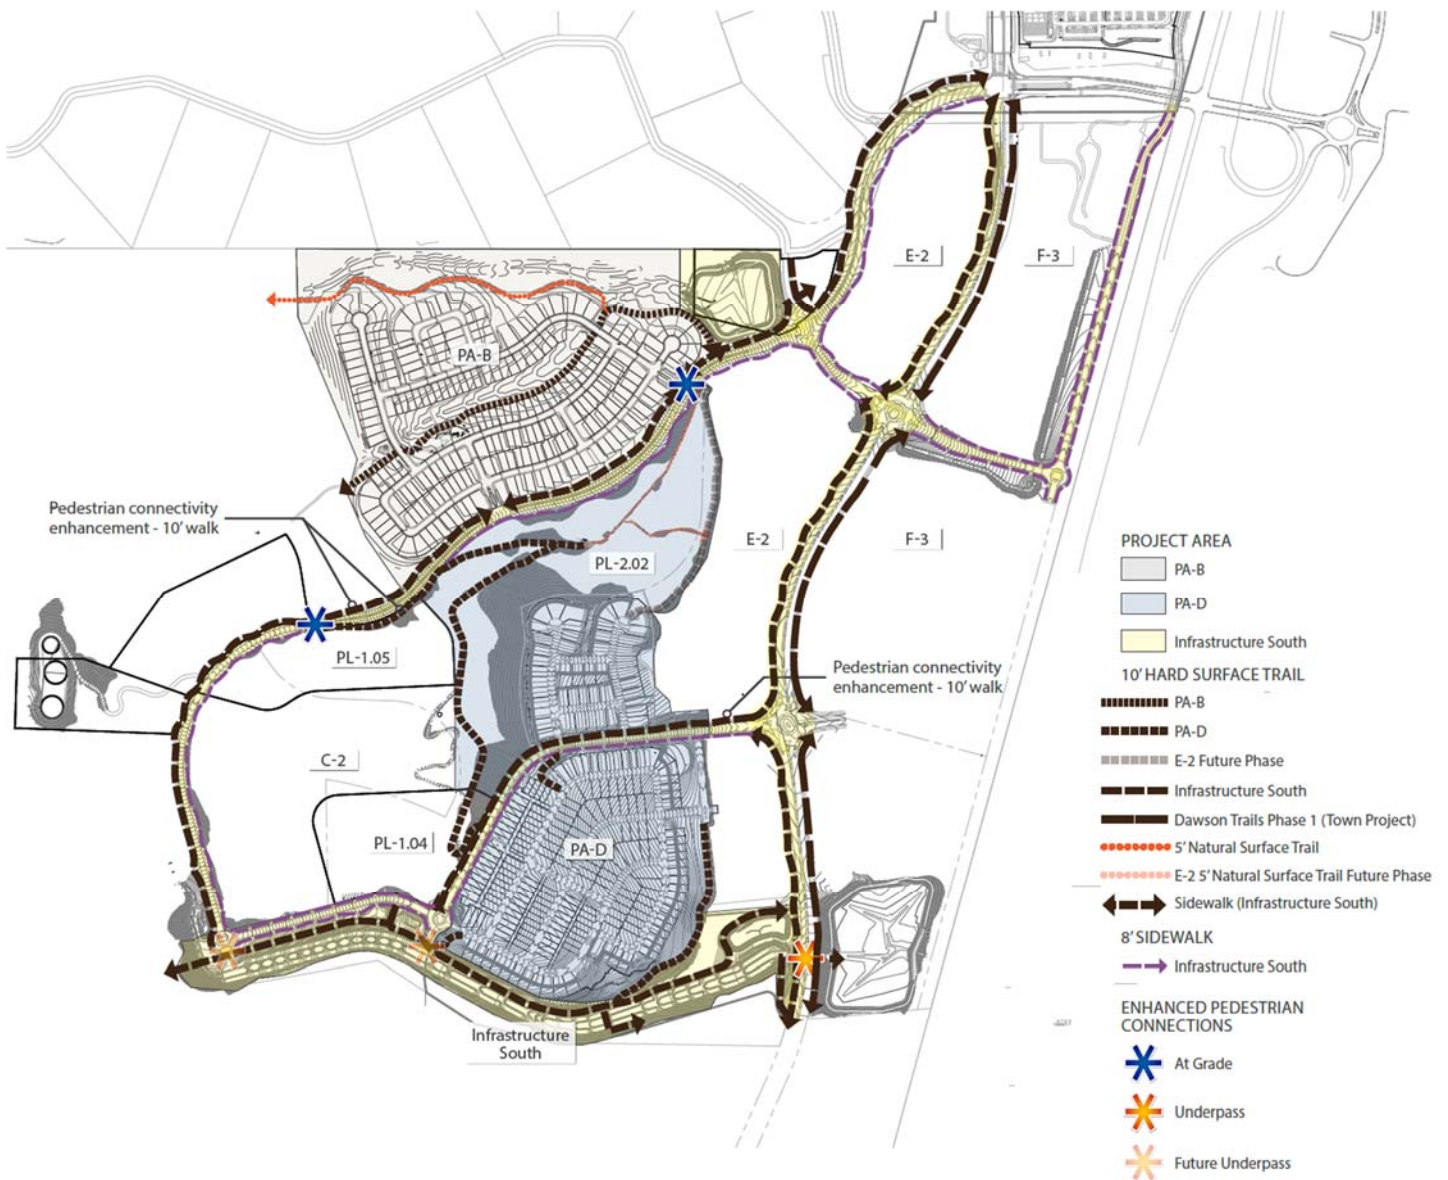 E-2
F-3
PA-B
Pedestrian connectivity
enhancement - 10' walk
E-2
F-3
PL-2.02
PL-1.05
Pedestrian connectivity
enhancement - 10' walk
C-2
PL-1.04
PA-D
Infrastructure
South
PROJECT AREA
PA-B
PA-D
Infrastructure South
10' HARD SURFACE TRAIL
PA-B
PA-D
E-2 Future Phase
Infrastructure South
Dawson Trails Phase 1 (Town Project)
5' Natural Surface Trail
E-2 5' Natural Surface Trail Future Phase
Sidewalk (Infrastructure South)
8' SIDEWALK
Infrastructure South
ENHANCED PEDESTRIAN
CONNECTIONS
At Grade
Underpass
Future Underpass